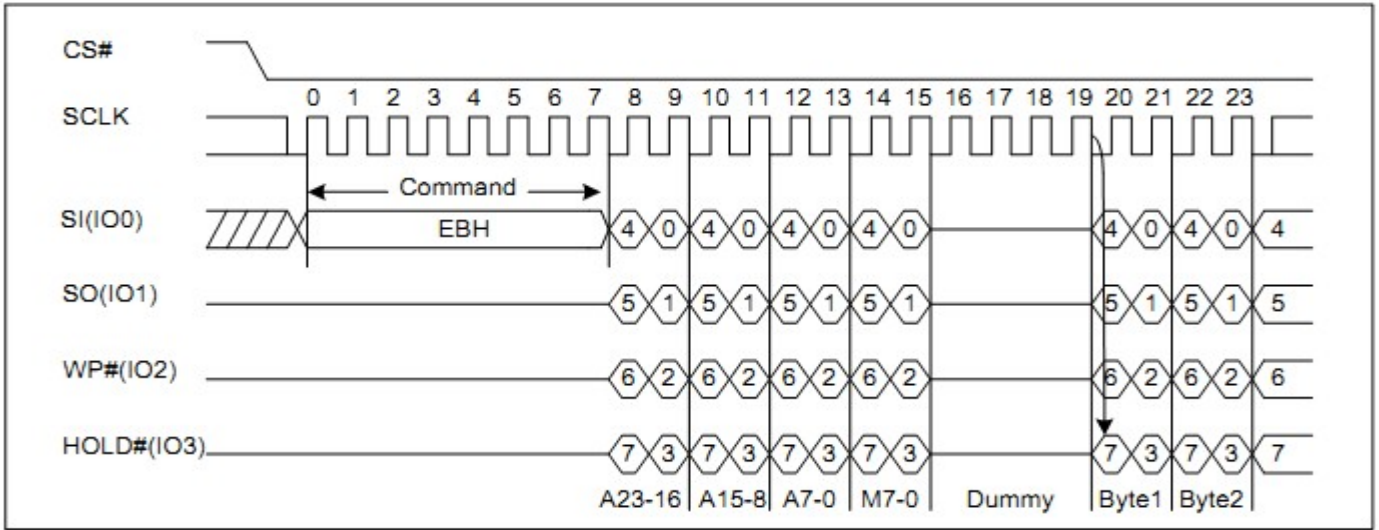 CS#
0 1 2 3 4 5 6 7 8 9 10 11 12 13 14 15 16 17 18 19 20 21 22 23
SCLK
Command
SI(IO0) EBH 4 0 4 0 4 0 4 0 4 0 4 0 4
SO(IO1) 5 1 5 1 5 1 5 1 5 1 5 1 5
WP#(IO2) 6 2 6 2 6 2 6 2 6 2 6 2 6
HOLD#(IO3) 7 3 7 3 7 3 7 3 7 3 7 3 7
A23-16 A15-8 A7-0 M7-0 Dummy Byte1 Byte2